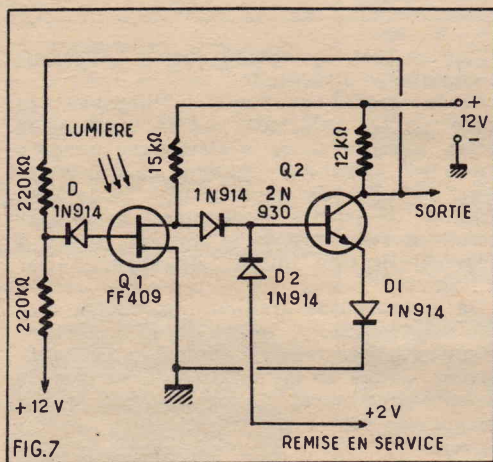 LUMIERE
220kΩ
D
1N914
15kΩ
1N914
Q2
2N
930
12kΩ
+
12V
-
SORTIE
Q1
FF409
D2
1N914
D1
1N914
220kΩ
+12V
+2V
REMISE EN SERVICE
FIG.7